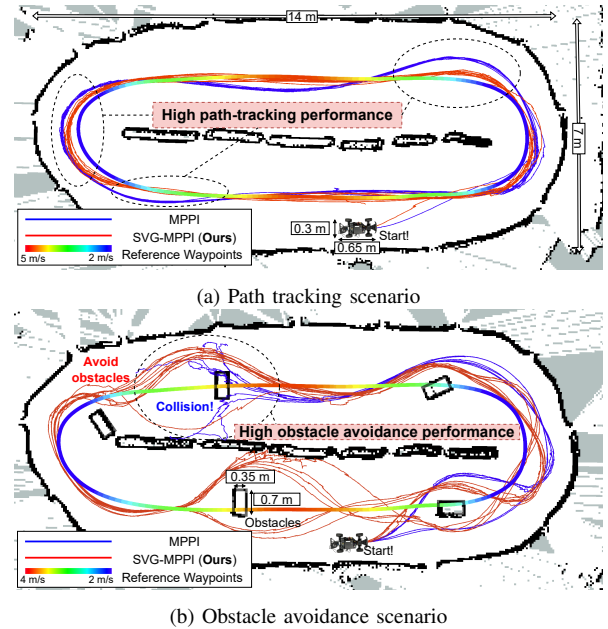 14 m
7 m
High path-tracking performance
MPPI
SVG-MPPI (Ours)
Reference Waypoints
5 m/s
2 m/s
0.3 m
0.65 m
Start!
(a) Path tracking scenario
Avoid
obstacles
Collision!
High obstacle avoidance performance
0.35 m
0.7 m
Obstacles
Start!
MPPI
SVG-MPPI (Ours)
Reference Waypoints
4 m/s
2 m/s
(b) Obstacle avoidance scenario